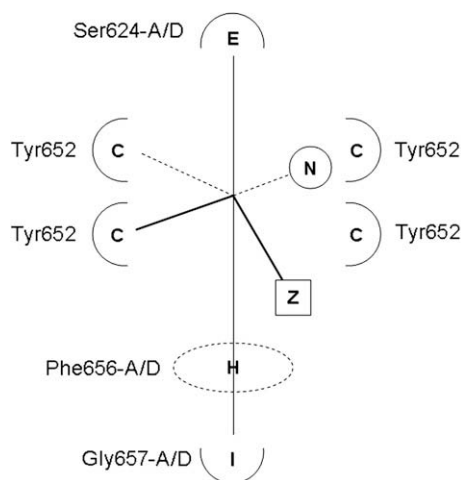 Ser624-A/D E
Tyr652 C N C Tyr652
Tyr652 C C Tyr652
Z
Phe656-A/D H
Gly657-A/D I